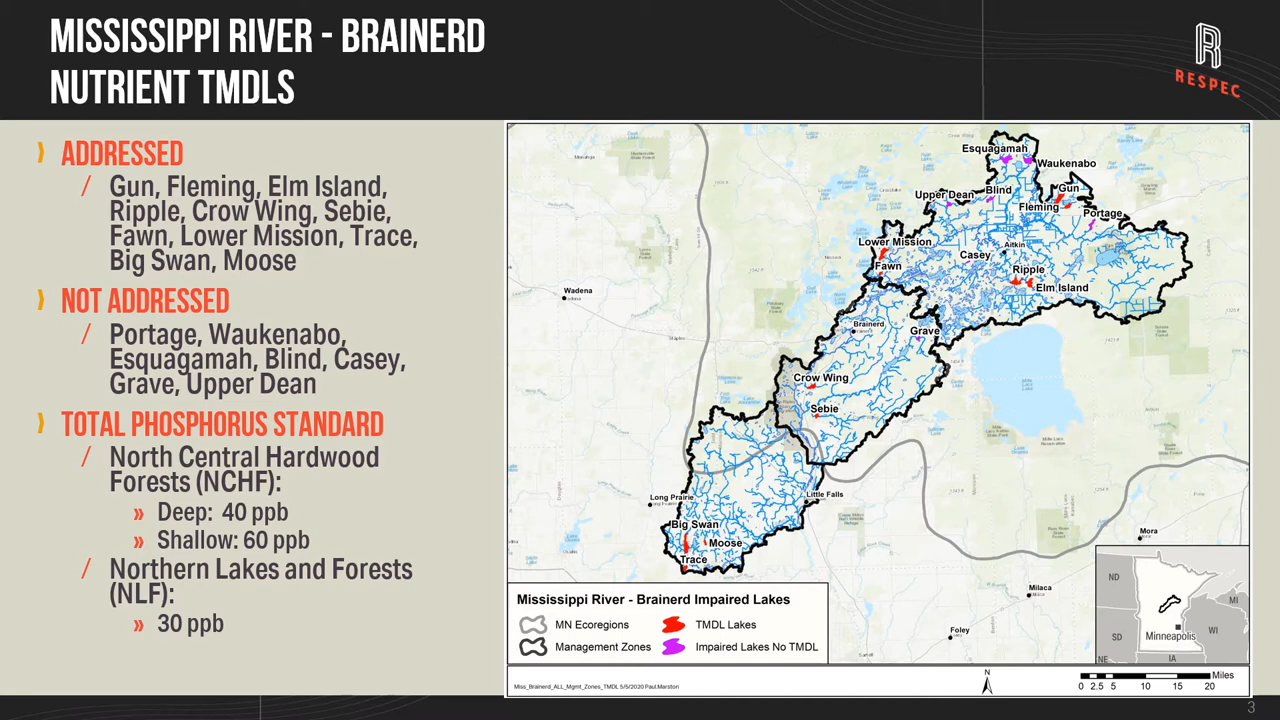 MISSISSIPPI RIVER - BRAINERD
NUTRIENT TMDLS
RESPEC
ADDRESSED
Gun, Fleming, Elm Island,
Ripple, Crow Wing, Sebie,
Fawn, Lower Mission, Trace,
Big Swan, Moose
NOT ADDRESSED
Portage, Waukenabo,
Esquagamah, Blind, Casey,
Grave, Upper Dean
TOTAL PHOSPHORUS STANDARD
North Central Hardwood
Forests (NCHF):
Deep: 40 ppb
Shallow: 60 ppb
Northern Lakes and Forests
(NLF):
30 ppb
Esquagamah
Waukenabo
Upper Dean
Blind
Gun
Fleming
Portage
Lower Mission
Aitkin
Casey
Fawn
Ripple
Elm Island
Wadena
Brainerd
Grave
Crow Wing
Sebie
Long Prairie
Little Falls
Big Swan
Moose
Trace
Mora
Milaca
Foley
Mississippi River - Brainerd Impaired Lakes
MN Ecoregions
TMDL Lakes
Management Zones
Impaired Lakes No TMDL
ND
MI
SD
Minneapolis
WI
NE
IA
Miss_Brainerd_ALL_Mgmt_Zones_TMDL 5/5/2020 Paul.Marston
N
Miles
0 2.5 5 10 15 20
3